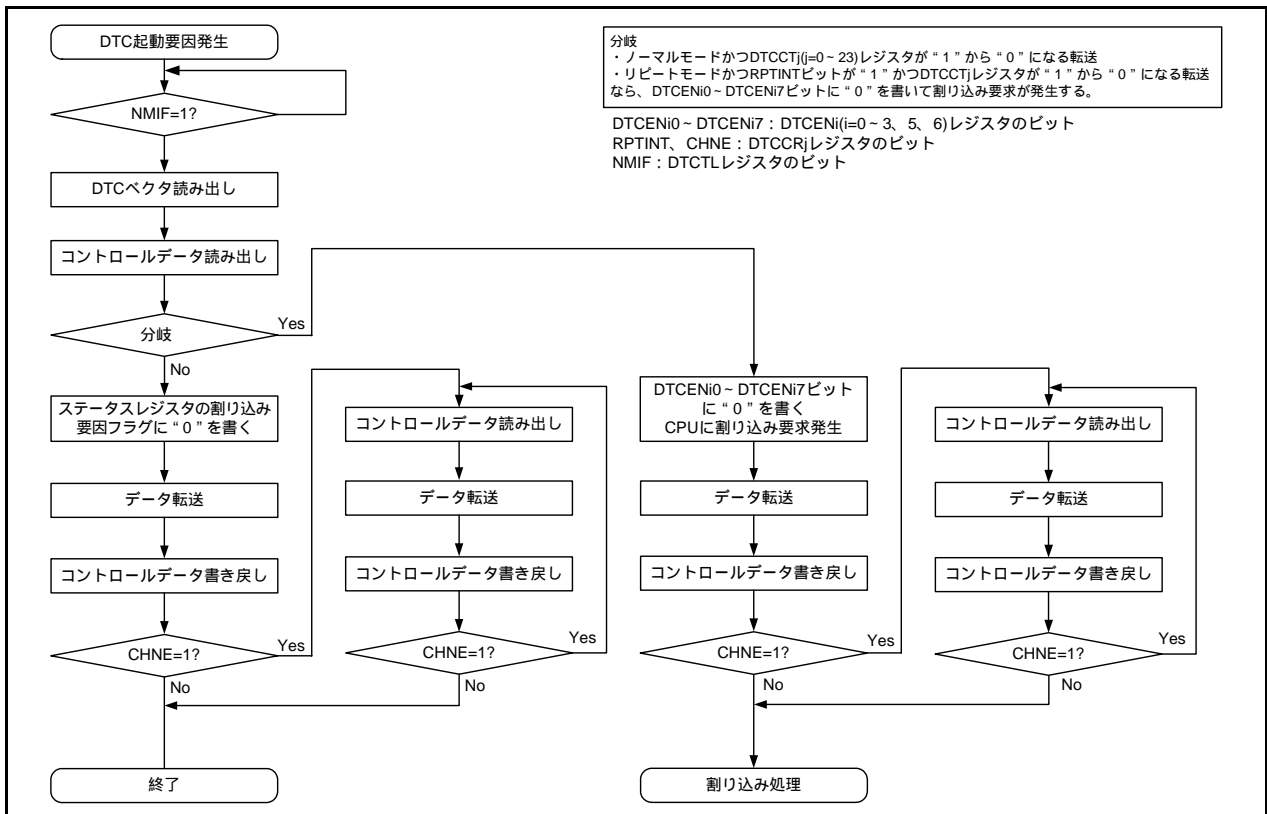 DTC起動要因発生
NMIF=1?
DTCベクタ読み出し
コントロールデータ読み出し
分岐
Yes
No
ステータスレジスタの割り込み
要因フラグに“0”を書く
データ転送
コントロールデータ書き戻し
CHNE=1?
Yes
No
終了
コントロールデータ読み出し
データ転送
コントロールデータ書き戻し
CHNE=1?
Yes
No
分岐
・ノーマルモードかつDTCCTj(j=0~23)レジスタが“1”から“0”になる転送
・リピートモードかつRPTINTビットが“1”かつDTCCTjレジスタが“1”から“0”になる転送
なら、DTCENi0~DTCENi7ビットに“0”を書いて割り込み要求が発生する。
DTCENi0~DTCENi7:DTCENi(i=0~3、5、6)レジスタのビット
RPTINT、CHNE:DTCCRjレジスタのビット
NMIF:DTCTLレジスタのビット
DTCENi0~DTCENi7ビット
に“0”を書く
CPUに割り込み要求発生
データ転送
コントロールデータ書き戻し
CHNE=1?
Yes
No
割り込み処理
コントロールデータ読み出し
データ転送
コントロールデータ書き戻し
CHNE=1?
Yes
No